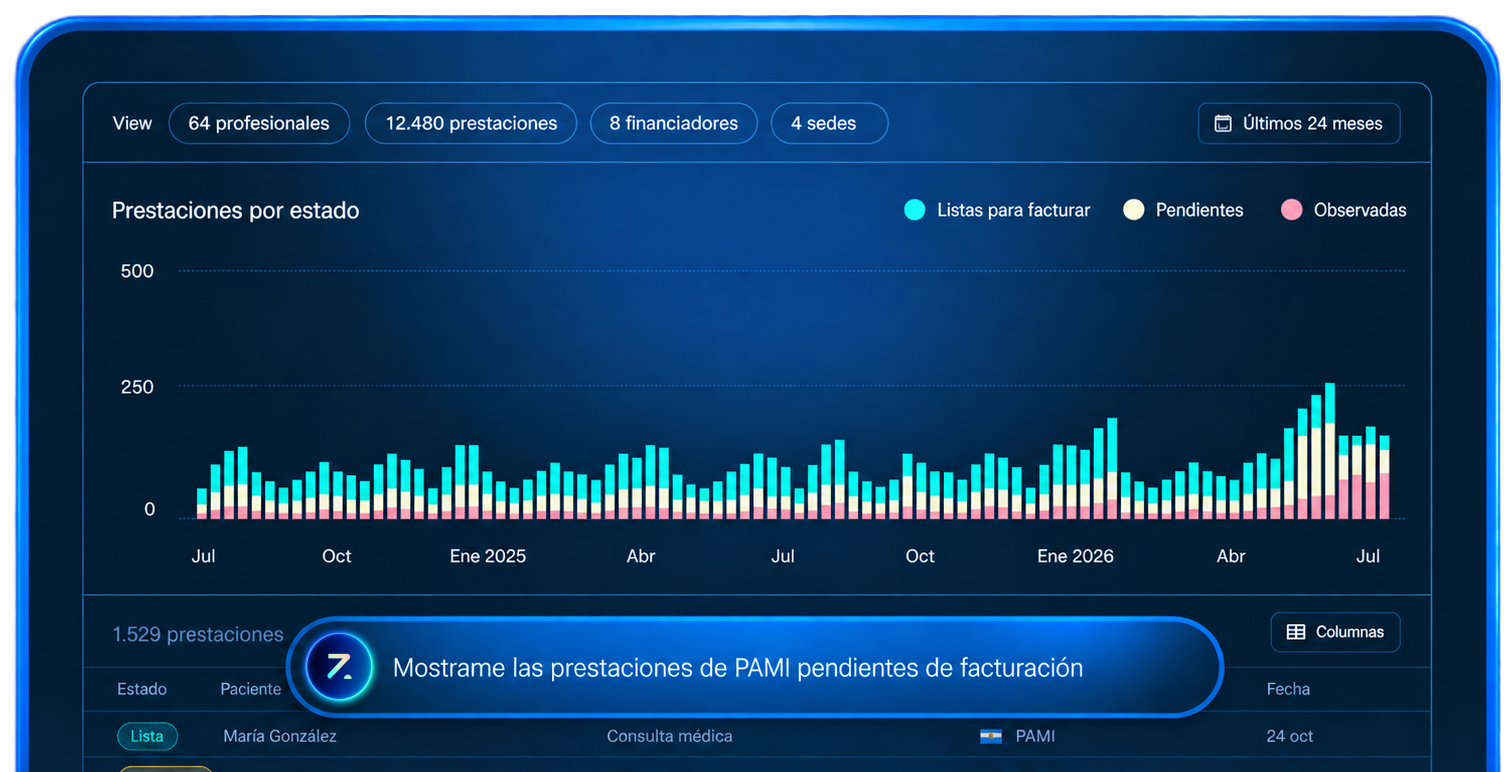 View 64 profesionales 12.480 prestaciones 8 financiadores 4 sedes Últimos 24 meses
Prestaciones por estado Listas para facturar Pendientes Observadas
500
250
0
Jul Oct Ene 2025 Abr Jul Oct Ene 2026 Abr Jul
1.529 prestaciones Columnas
Z. Mostrame las prestaciones de PAMI pendientes de facturación
Estado Paciente Fecha
Lista María González Consulta médica PAMI 24 oct